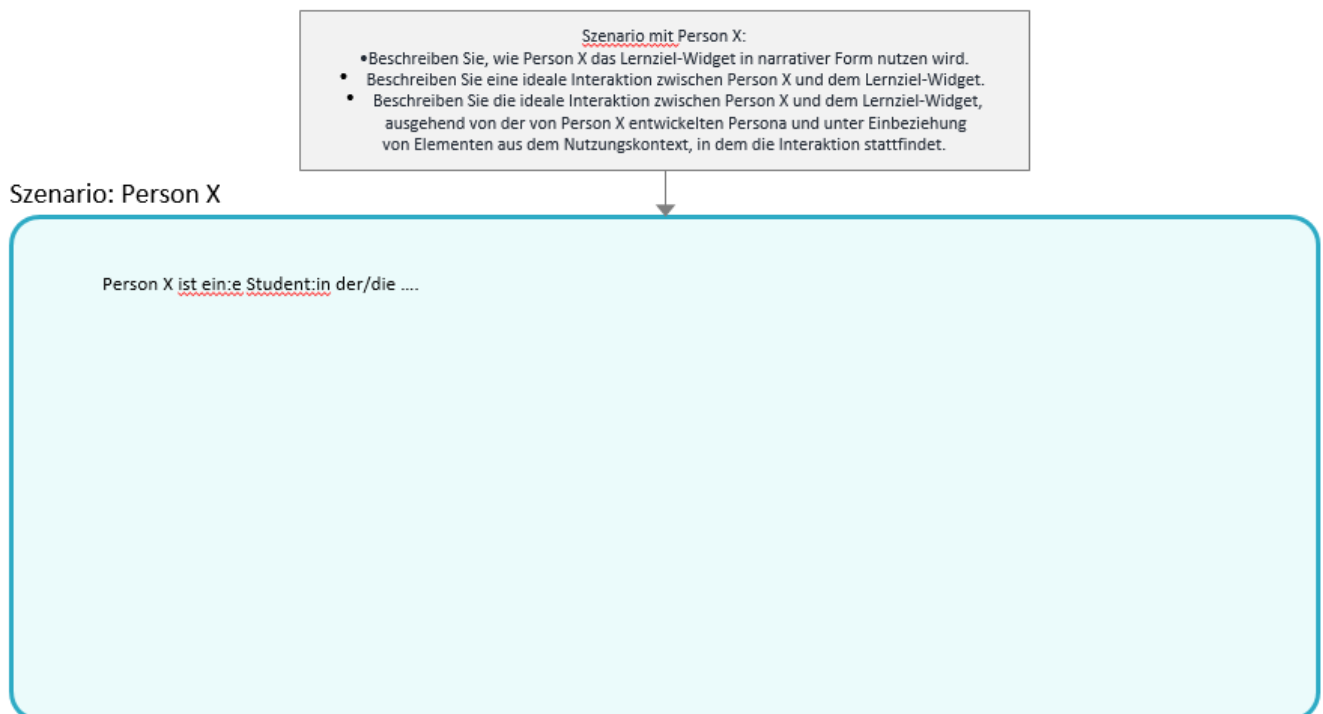 Szenario mit Person X:
•Beschreiben Sie, wie Person X das Lernziel-Widget in narrativer Form nutzen wird.
• Beschreiben Sie eine ideale Interaktion zwischen Person X und dem Lernziel-Widget.
• Beschreiben Sie die ideale Interaktion zwischen Person X und dem Lernziel-Widget,
ausgehend von der von Person X entwickelten Persona und unter Einbeziehung
von Elementen aus dem Nutzungskontext, in dem die Interaktion stattfindet.
Szenario: Person X
Person X ist ein:e Student:in der/die ....